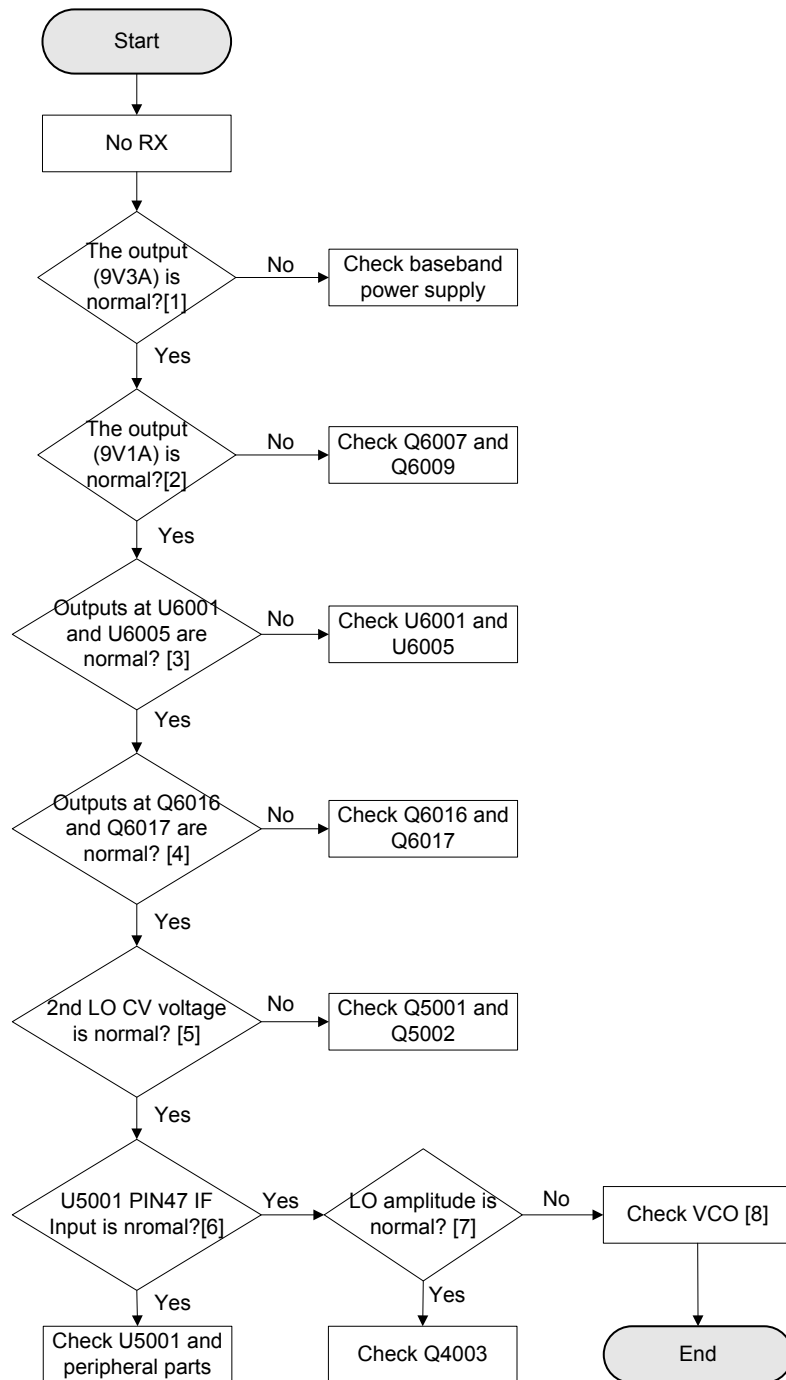 Start
No RX
The output
(9V3A) is
normal?[1]
No
Check baseband
power supply
Yes
The output
(9V1A) is
normal?[2]
No
Check Q6007 and
Q6009
Yes
Outputs at U6001
and U6005 are
normal? [3]
No
Check U6001 and
U6005
Yes
Outputs at Q6016
and Q6017 are
normal? [4]
No
Check Q6016 and
Q6017
Yes
2nd LO CV voltage
is normal? [5]
No
Check Q5001 and
Q5002
Yes
U5001 PIN47 IF
Input is nromal?[6]
Yes
LO amplitude is
normal? [7]
No
Check VCO [8]
Yes
Yes
Check U5001 and
peripheral parts
Check Q4003
End